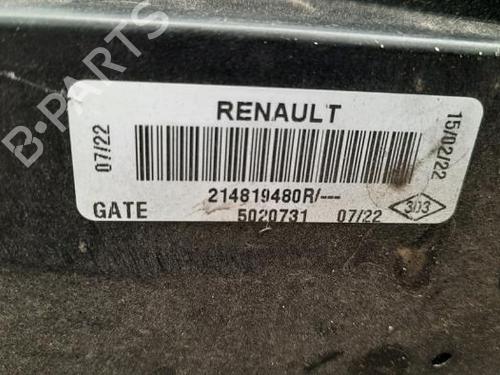 RENAULT
07/22
15/02/22
214819480R/---
GATE
5020731 07/22
303
B-PARTS